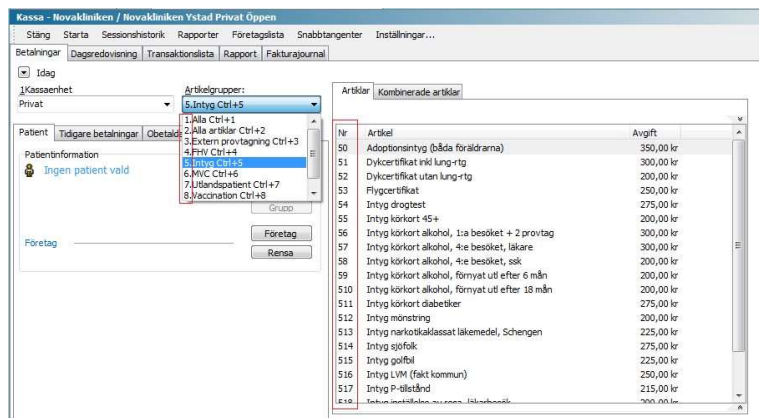 Kassa - Novakliniken / Novakliniken Ystad Privat Öppen
Stäng Starta Sessionshistorik Rapporter Företagslista Snabbtangenter Inställningar...
Betalningar Dagsredovisning Transaktionslista Rapport Fakturajournal
Idag
1Kassaenhet Artikelgrupper:
Privat 5.Intyg Ctrl+5
1.Alla Ctrl+1
2.Alla artiklar Ctrl+2
3.Extern provtagning Ctrl+3
4.FHV Ctrl+4
5.Intyg Ctrl+5
6.MVC Ctrl+6
7.Utlandspatient Ctrl+7
8.Vaccination Ctrl+8
Patient Tidigare betalningar Obetalda
Patientinformation
Ingen patient vald
Grupp
Företag Företag
Rensa
Artiklar Kombinerade artiklar
Nr Artikel Avgift
50 Adoptionsintyg (båda föräldrarna) 350,00 kr
51 Dykcertifikat inkl lung-rtg 300,00 kr
52 Dykcertifikat utan lung-rtg 200,00 kr
53 Flygcertifikat 250,00 kr
54 Intyg drogtest 275,00 kr
55 Intyg körkort 45+ 200,00 kr
56 Intyg körkort alkohol, 1:a besöket + 2 provtag 300,00 kr
57 Intyg körkort alkohol, 4:e besöket, läkare 300,00 kr
58 Intyg körkort alkohol, 4:e besöket, ssk 200,00 kr
59 Intyg körkort alkohol, förnyat utl efter 6 mån 200,00 kr
510 Intyg körkort alkohol, förnyat utl efter 18 mån 200,00 kr
511 Intyg körkort diabetiker 275,00 kr
512 Intyg mönstring 200,00 kr
513 Intyg narkotikaklassat läkemedel, Schengen 225,00 kr
514 Intyg sjöfolk 275,00 kr
515 Intyg golfbil 225,00 kr
516 Intyg LVM (fakt kommun) 250,00 kr
517 Intyg P-tillstånd 215,00 kr
518 Intyg inställelse av resa, läkarbesök 200,00 kr